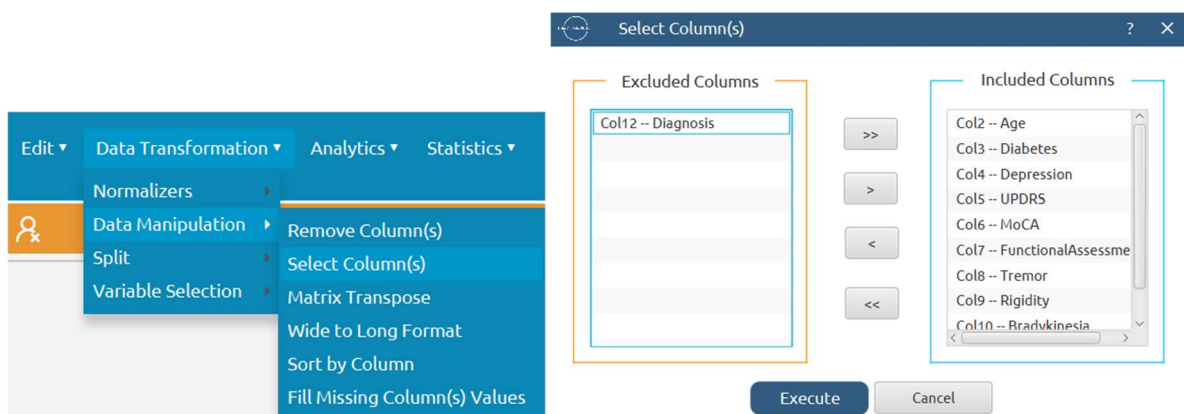 Edit ▾ Data Transformation ▾ Analytics ▾ Statistics ▾
Normalizers
Data Manipulation
Split
Variable Selection
Remove Column(s)
Select Column(s)
Matrix Transpose
Wide to Long Format
Sort by Column
Fill Missing Column(s) Values
Select Column(s) ? ✕
Excluded Columns
Col12 -- Diagnosis
>>
>
<
<<
Included Columns
Col2 -- Age
Col3 -- Diabetes
Col4 -- Depression
Col5 -- UPDRS
Col6 -- MoCA
Col7 -- FunctionalAssessme
Col8 -- Tremor
Col9 -- Rigidity
Col10 -- Bradykinesia
Execute Cancel